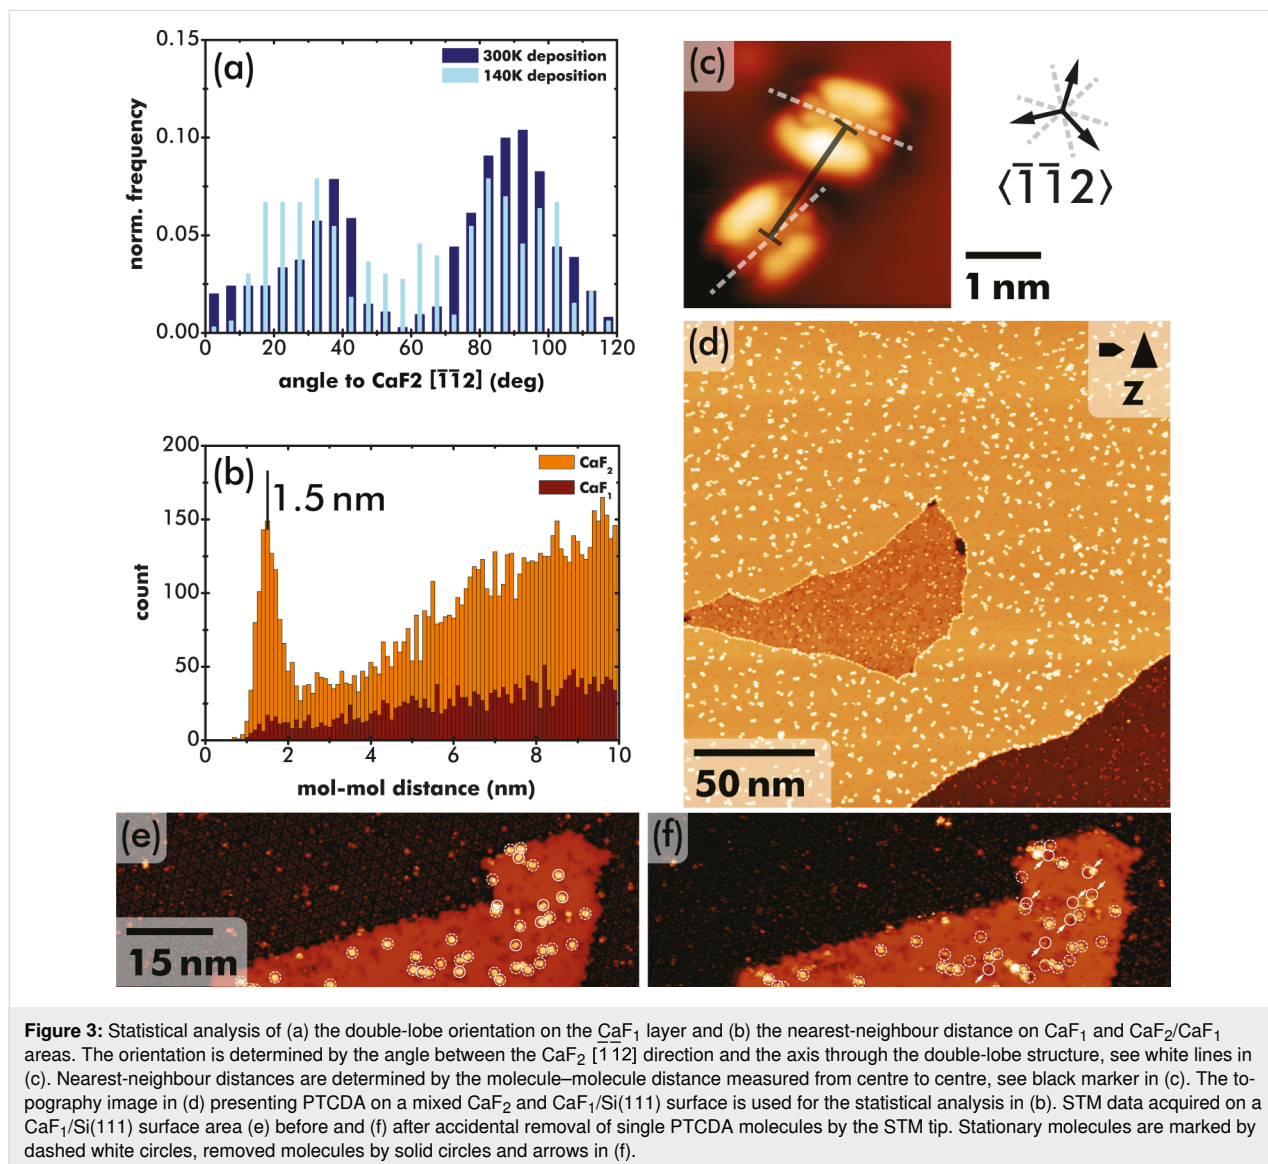 (a)
300K deposition
140K deposition
norm. frequency
0.15
0.10
0.05
0.00
0 20 40 60 80 100 120
angle to CaF2 [1̅1̅2] (deg)
(b)
CaF₂
CaF₁
1.5 nm
count
200
150
100
50
0
0 2 4 6 8 10
mol-mol distance (nm)
(c)
⟨1̅1̅2⟩
1 nm
(d)
z
50 nm
(e)
15 nm
(f)
Figure 3: Statistical analysis of (a) the double-lobe orientation on the CaF₁ layer and (b) the nearest-neighbour distance on CaF₁ and CaF₂/CaF₁
areas. The orientation is determined by the angle between the CaF₂ [1̅1̅2] direction and the axis through the double-lobe structure, see white lines in
(c). Nearest-neighbour distances are determined by the molecule–molecule distance measured from centre to centre, see black marker in (c). The to-
pography image in (d) presenting PTCDA on a mixed CaF₂ and CaF₁/Si(111) surface is used for the statistical analysis in (b). STM data acquired on a
CaF₁/Si(111) surface area (e) before and (f) after accidental removal of single PTCDA molecules by the STM tip. Stationary molecules are marked by
dashed white circles, removed molecules by solid circles and arrows in (f).